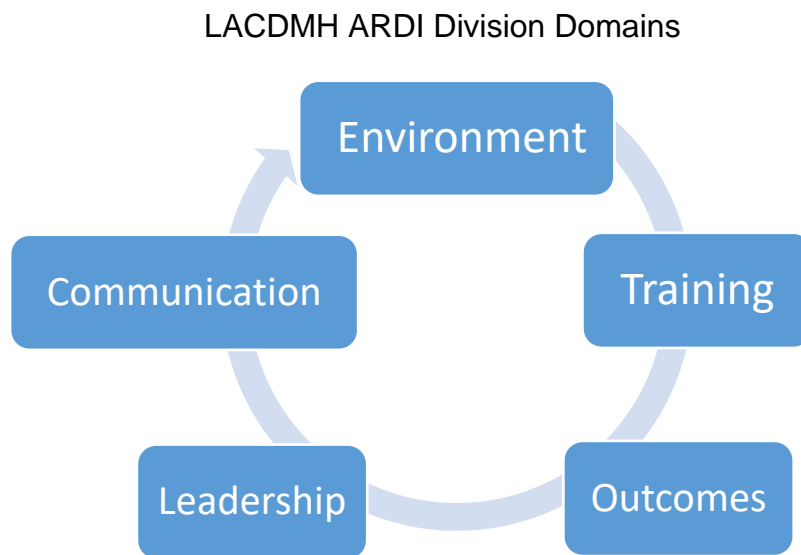 LACDMH ARDI Division Domains
Environment
Training
Outcomes
Leadership
Communication